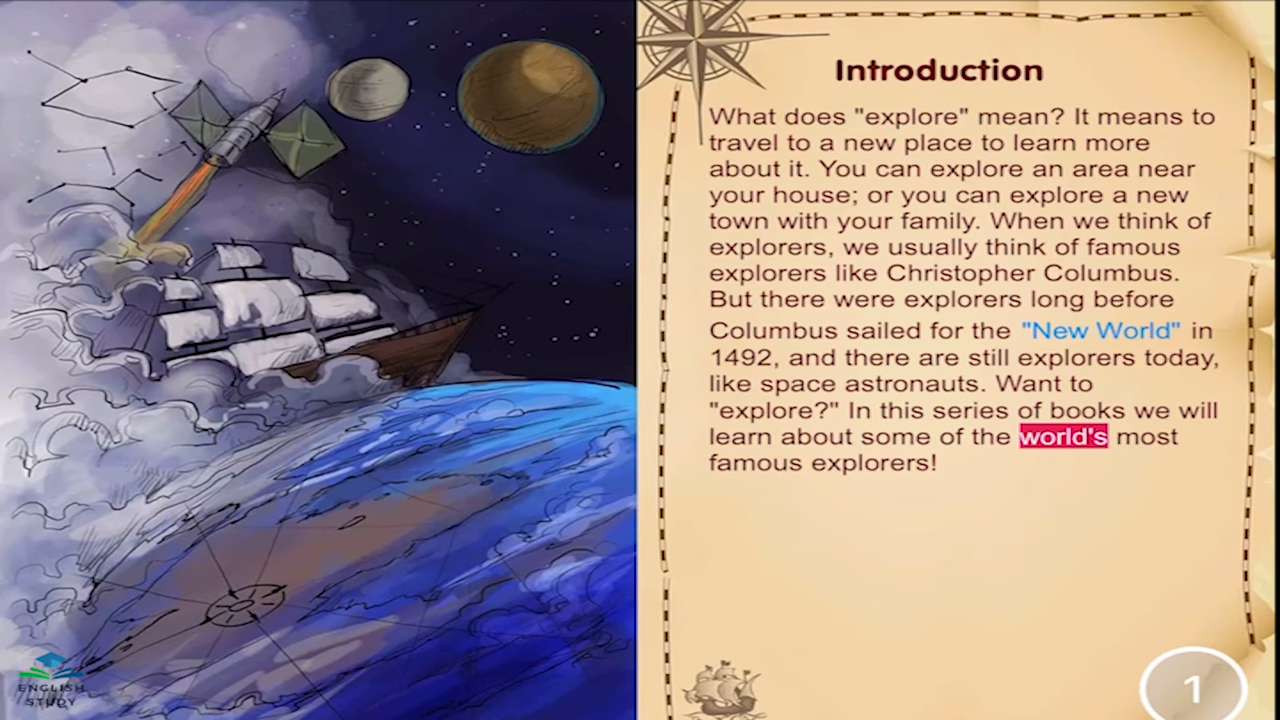 Introduction
What does "explore" mean? It means to
travel to a new place to learn more
about it. You can explore an area near
your house; or you can explore a new
town with your family. When we think of
explorers, we usually think of famous
explorers like Christopher Columbus.
But there were explorers long before
Columbus sailed for the "New World" in
1492, and there are still explorers today,
like space astronauts. Want to
"explore?" In this series of books we will
learn about some of the world's most
famous explorers!
ENGLISH
STUDY
1